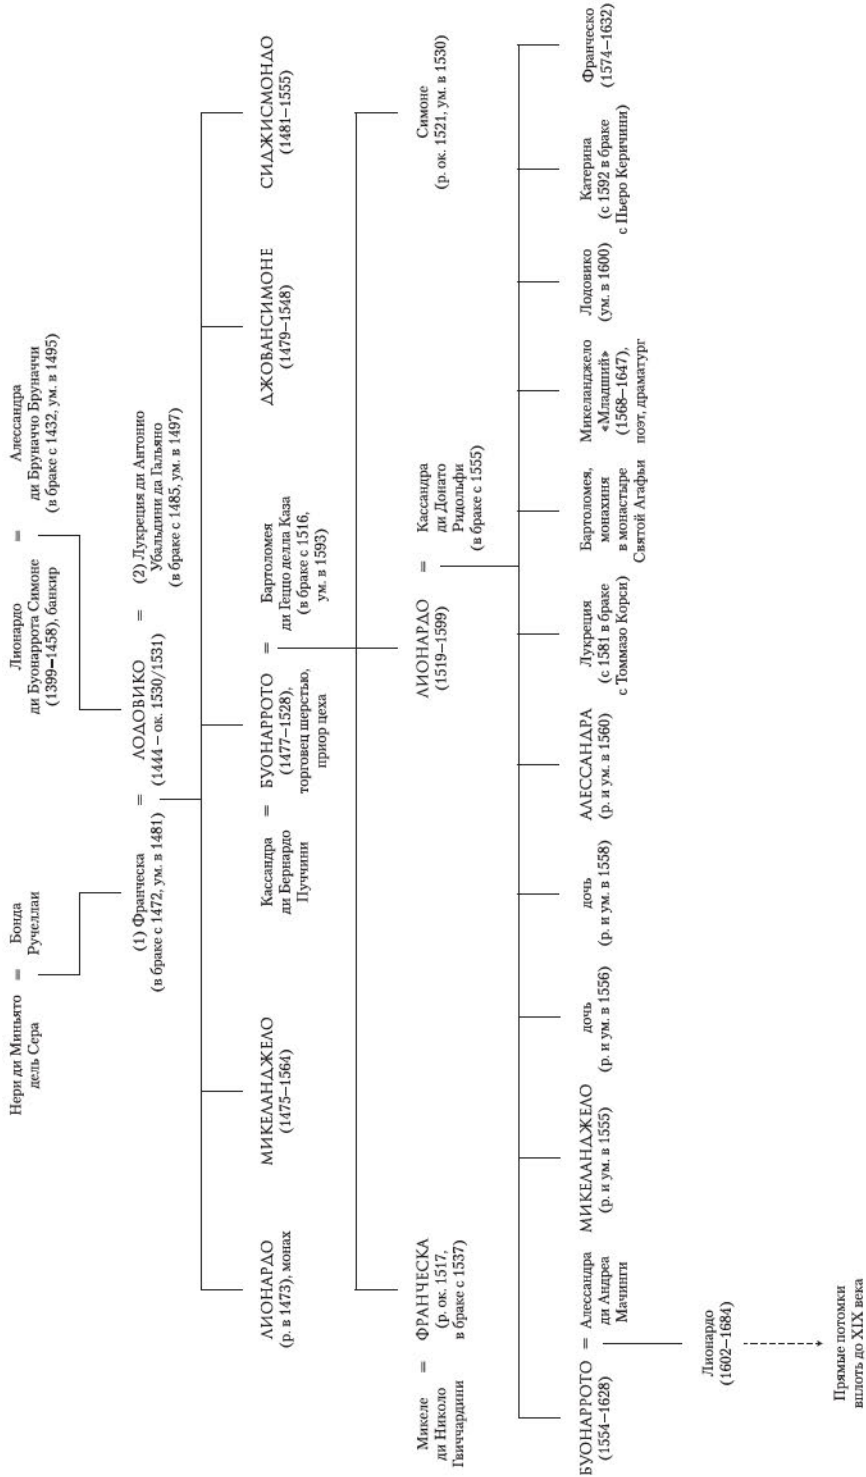 Нери ди Миньято
дель Сера
=
Бонда
Ручеллаи
Лионардо
ди Буонаррота Симоне
(1399–1458), банкир
=
Алессандра
ди Бруначчо Бруначчи
(в браке с 1432, ум. в 1495)
(1) Франческа
(в браке с 1472, ум. в 1481)
=
ЛОДОВИКО
(1444 – ок. 1530/1531)
=
(2) Лукреция ди Антонио
Убальдини да Гальяно
(в браке с 1485, ум. в 1497)
ЛИОНАРДО
(р. в 1473), монах
МИКЕЛАНДЖЕЛО
(1475–1564)
Кассандра
ди Бернардо
Пуччини
=
БУОНАРРОТО
(1477–1528),
торговец шерстью,
приор цеха
=
Бартоломея
ди Геццо делла Каза
(в браке с 1516,
ум. в 1593)
ДЖОВАНСИМОНЕ
(1479–1548)
СИДЖИСМОНДО
(1481–1555)
Микеле
ди Николо
Гвиччардини
=
ФРАНЧЕСКА
(р. ок. 1517,
в браке с 1537)
ЛИОНАРДО
(1519–1599)
=
Кассандра
ди Донато
Ридольфи
(в браке с 1555)
Симоне
(р. ок. 1521, ум. в 1530)
БУОНАРРОТО
(1554–1628)
=
Алессандра
ди Андреа
Мачинги
МИКЕЛАНДЖЕЛО
(р. и ум. в 1555)
дочь
(р. и ум. в 1556)
дочь
(р. и ум. в 1558)
АЛЕССАНДРА
(р. и ум. в 1560)
Лукреция
(с 1581 в браке
с Томмазо Корси)
Бартоломея,
монахиня
в монастыре
Святой Агафьи
Микеланджело
«Младший»
(1568–1647),
поэт, драматург
Лодовико
(ум. в 1600)
Катерина
(с 1592 в браке
с Пьеро Керичини)
Франческо
(1574–1632)
Лионардо
(1602–1684)
Прямые потомки
вплоть до XIX века